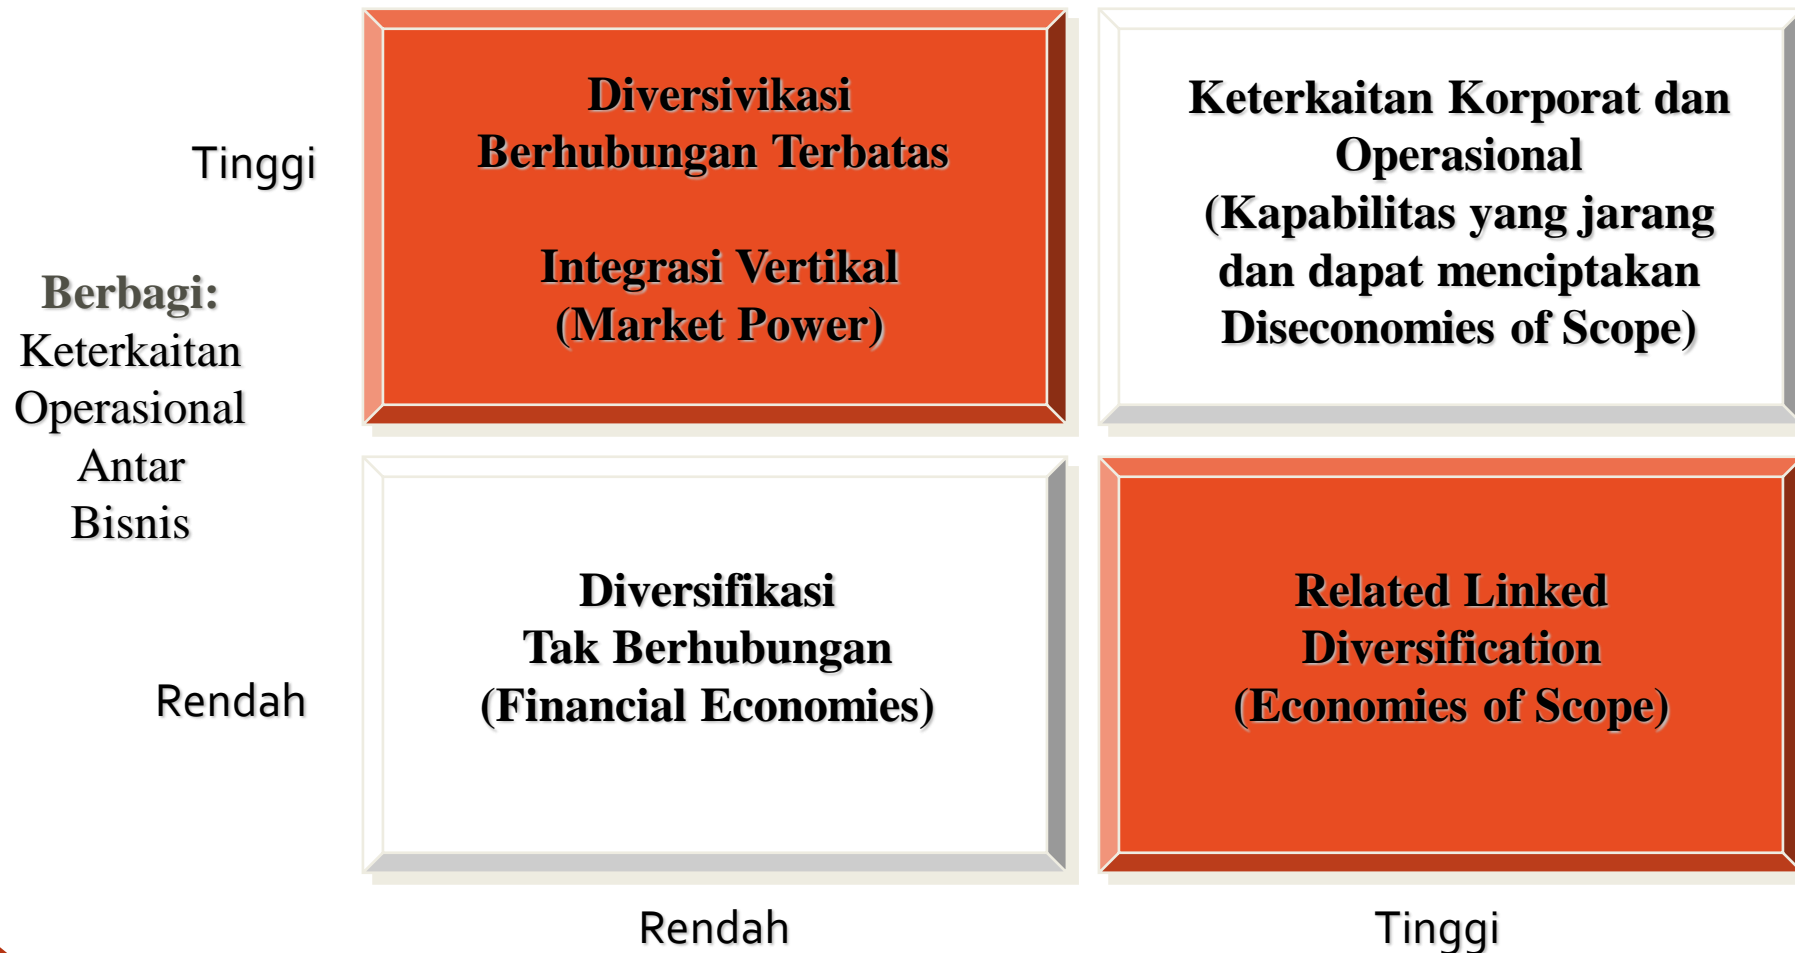 Tinggi
Berbagi:
Keterkaitan
Operasional
Antar
Bisnis
Rendah
Diversivikasi
Berhubungan Terbatas
Integrasi Vertikal
(Market Power)
Keterkaitan Korporat dan
Operasional
(Kapabilitas yang jarang
dan dapat menciptakan
Diseconomies of Scope)
Diversifikasi
Tak Berhubungan
(Financial Economies)
Related Linked
Diversification
(Economies of Scope)
Rendah
Tinggi